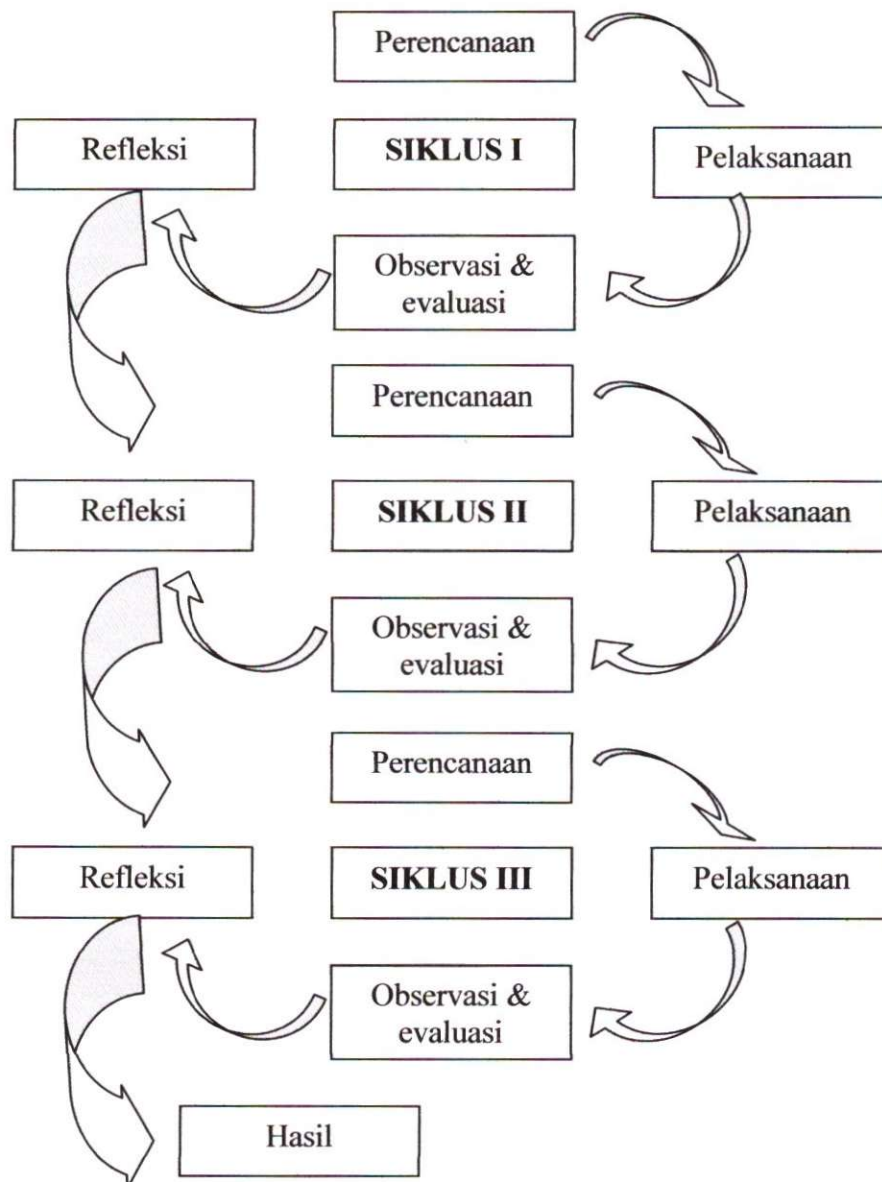 Perencanaan
Refleksi
SIKLUS I
Pelaksanaan
Observasi &
evaluasi
Perencanaan
Refleksi
SIKLUS II
Pelaksanaan
Observasi &
evaluasi
Perencanaan
Refleksi
SIKLUS III
Pelaksanaan
Observasi &
evaluasi
Hasil